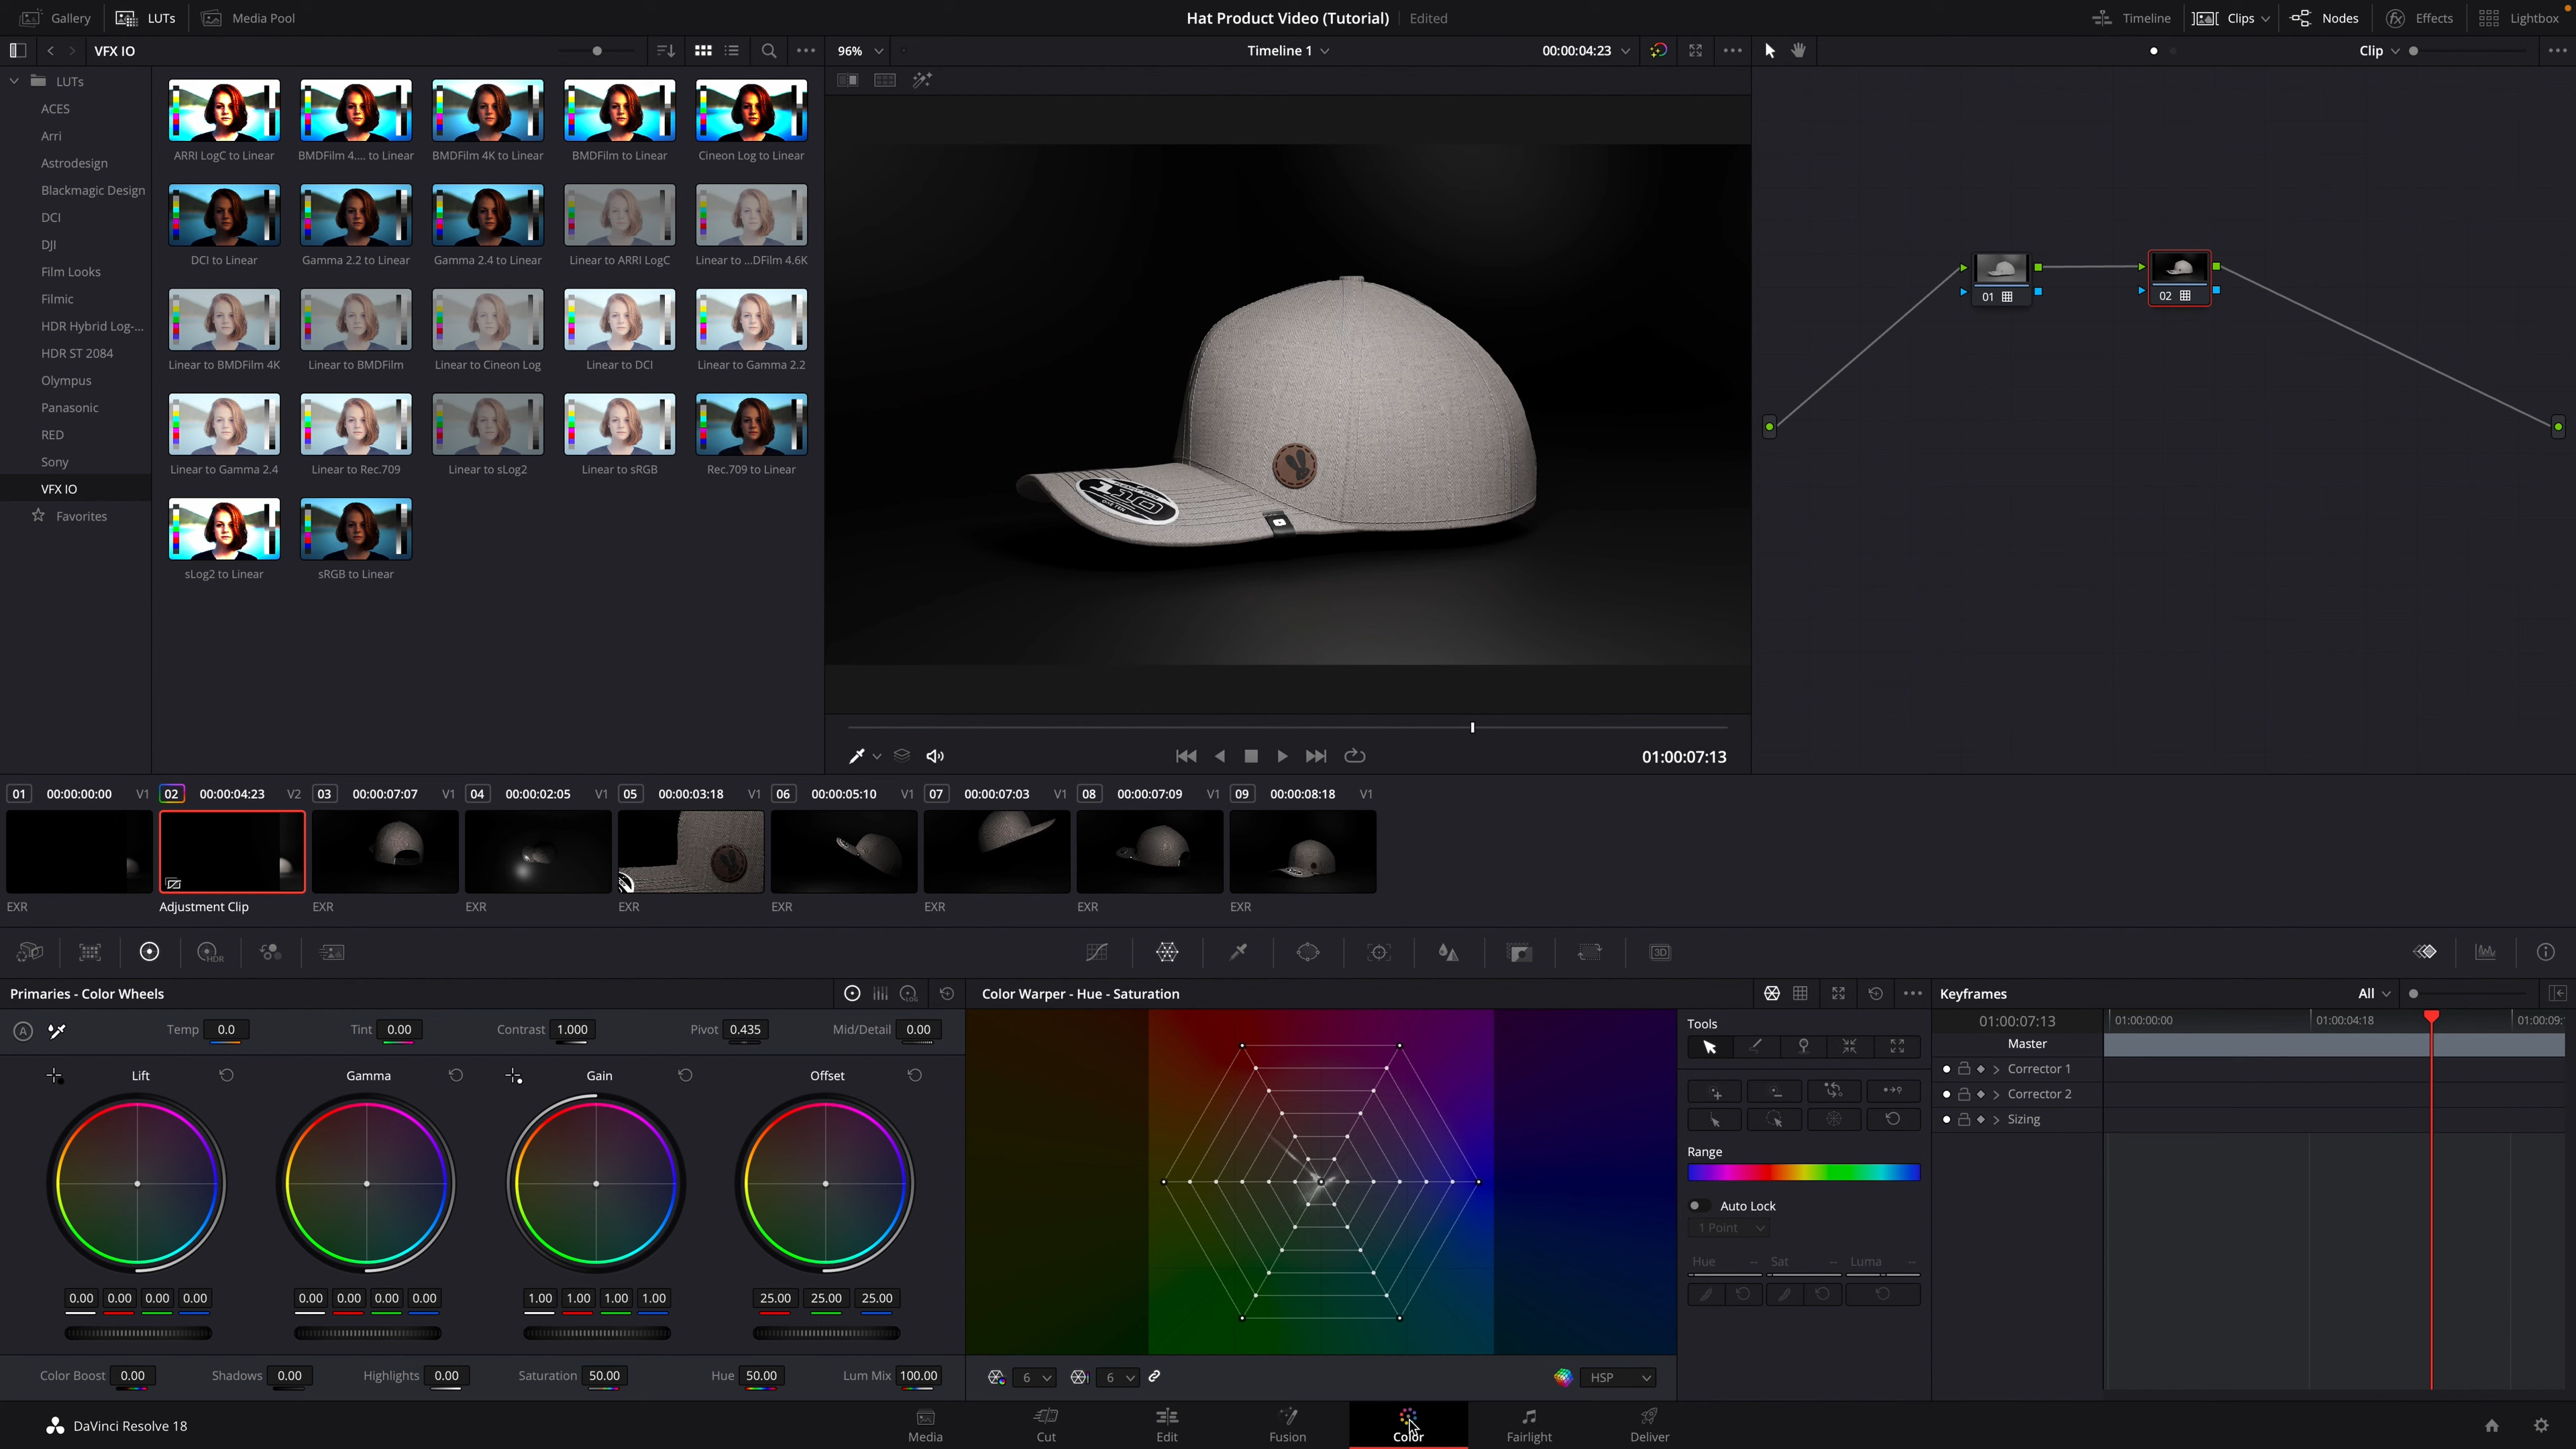 Gallery LUTs Media Pool Hat Product Video (Tutorial) Edited Timeline Clips Nodes Effects Lightbox
VFX IO 96% Timeline 1 00:00:04:23 Clip
LUTs
ACES
Arri
Astrodesign
Blackmagic Design
DCI
DJI
Film Looks
Filmic
HDR Hybrid Log-...
HDR ST 2084
Olympus
Panasonic
RED
Sony
VFX IO
Favorites
ARRI LogC to Linear BMDFilm 4.... to Linear BMDFilm 4K to Linear BMDFilm to Linear Cineon Log to Linear
DCI to Linear Gamma 2.2 to Linear Gamma 2.4 to Linear Linear to ARRI LogC Linear to ...DFilm 4.6K
Linear to BMDFilm 4K Linear to BMDFilm Linear to Cineon Log Linear to DCI Linear to Gamma 2.2
Linear to Gamma 2.4 Linear to Rec.709 Linear to sLog2 Linear to sRGB Rec.709 to Linear
sLog2 to Linear sRGB to Linear
110
01 02
01:00:07:13
01 00:00:00:00 V1 02 00:00:04:23 V2 03 00:00:07:07 V1 04 00:00:02:05 V1 05 00:00:03:18 V1 06 00:00:05:10 V1 07 00:00:07:03 V1 08 00:00:07:09 V1 09 00:00:08:18 V1
EXR Adjustment Clip EXR EXR EXR EXR EXR EXR EXR
HDR 3D
Primaries - Color Wheels LOG Color Warper - Hue - Saturation Keyframes All
A Temp 0.0 Tint 0.00 Contrast 1.000 Pivot 0.435 Mid/Detail 0.00
Lift Gamma Gain Offset
0.00 0.00 0.00 0.00 0.00 0.00 0.00 0.00 1.00 1.00 1.00 1.00 25.00 25.00 25.00
Color Boost 0.00 Shadows 0.00 Highlights 0.00 Saturation 50.00 Hue 50.00 Lum Mix 100.00
6 6 HSP
Tools
Range
Auto Lock
1 Point
Hue -- Sat -- Luma --
01:00:07:13 01:00:00:00 01:00:04:18 01:00:09:
Master
Corrector 1
Corrector 2
Sizing
DaVinci Resolve 18 Media Cut Edit Fusion Color Fairlight Deliver